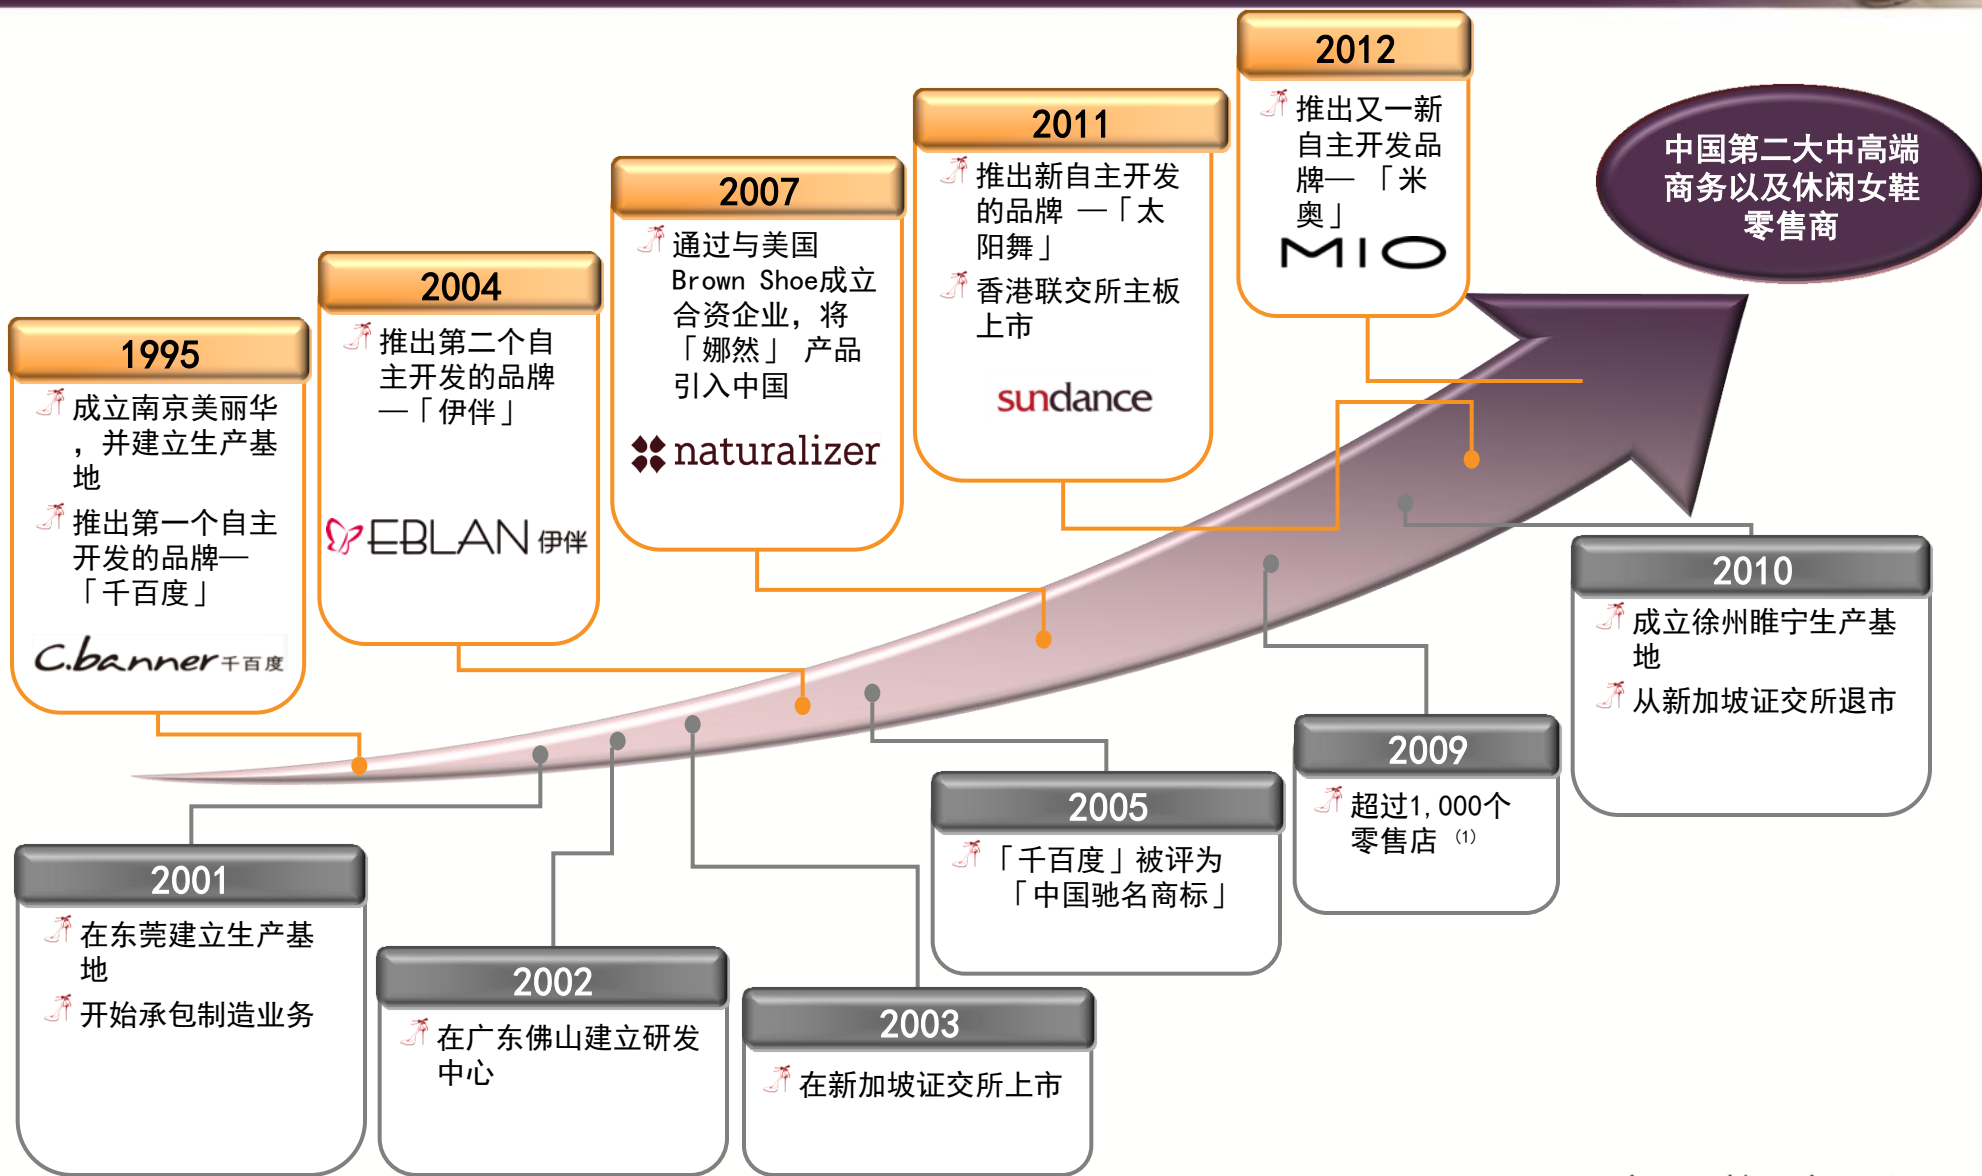 2012
推出又一新
自主开发品
牌— 「米
奥」
MIO
中国第二大中高端
商务以及休闲女鞋
零售商
2011
推出新自主开发
的品牌 —「太
阳舞」
香港联交所主板
上市
sundance
2007
通过与美国
Brown Shoe成立
合资企业，将
「娜然」 产品
引入中国
naturalizer
2004
推出第二个自
主开发的品牌
—「伊伴」
EBLAN 伊伴
1995
成立南京美丽华
，并建立生产基
地
推出第一个自主
开发的品牌—
「千百度」
C.banner千百度
2010
成立徐州睢宁生产基
地
从新加坡证交所退市
2009
超过1,000个
零售店 (1)
2005
「千百度」被评为
「中国驰名商标」
2001
在东莞建立生产基
地
开始承包制造业务
2002
在广东佛山建立研发
中心
2003
在新加坡证交所上市